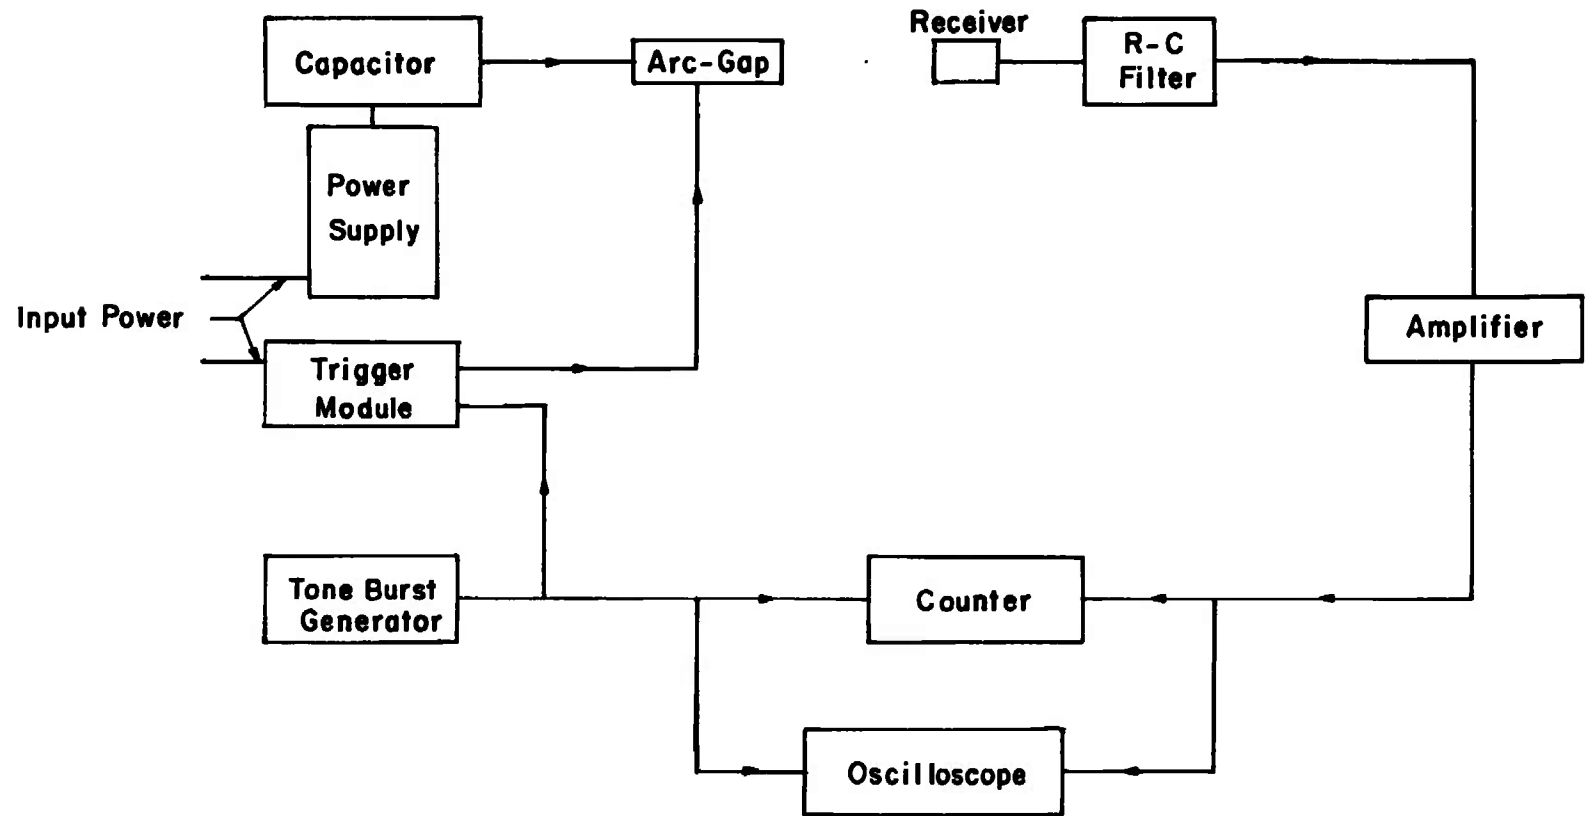 Receiver
Capacitor
Arc-Gap
R-C
Filter
Power
Supply
Input Power
Amplifier
Trigger
Module
Tone Burst
Generator
Counter
Oscilloscope